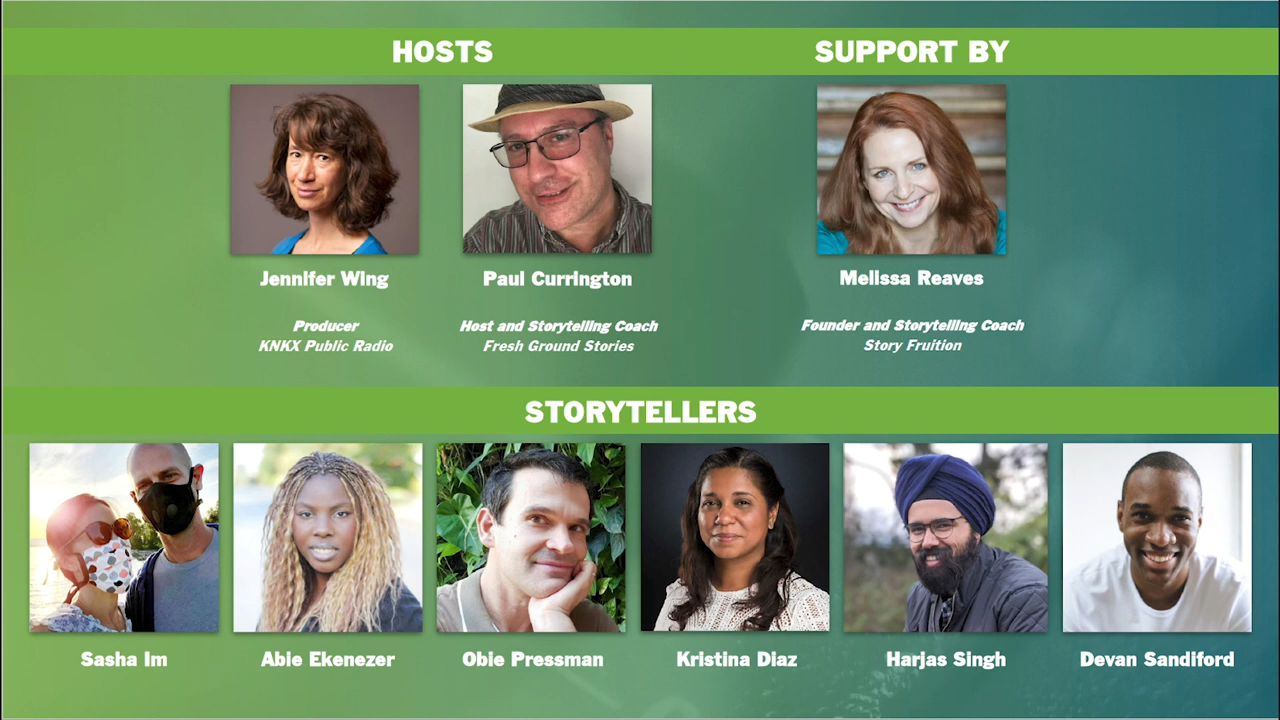 HOSTS
SUPPORT BY
Jennifer Wing
Paul Currington
Melissa Reaves
Producer
KNKX Public Radio
Host and Storytelling Coach
Fresh Ground Stories
Founder and Storytelling Coach
Story Fruition
STORYTELLERS
Sasha Im
Abie Ekenezer
Obie Pressman
Kristina Diaz
Harjas Singh
Devan Sandiford